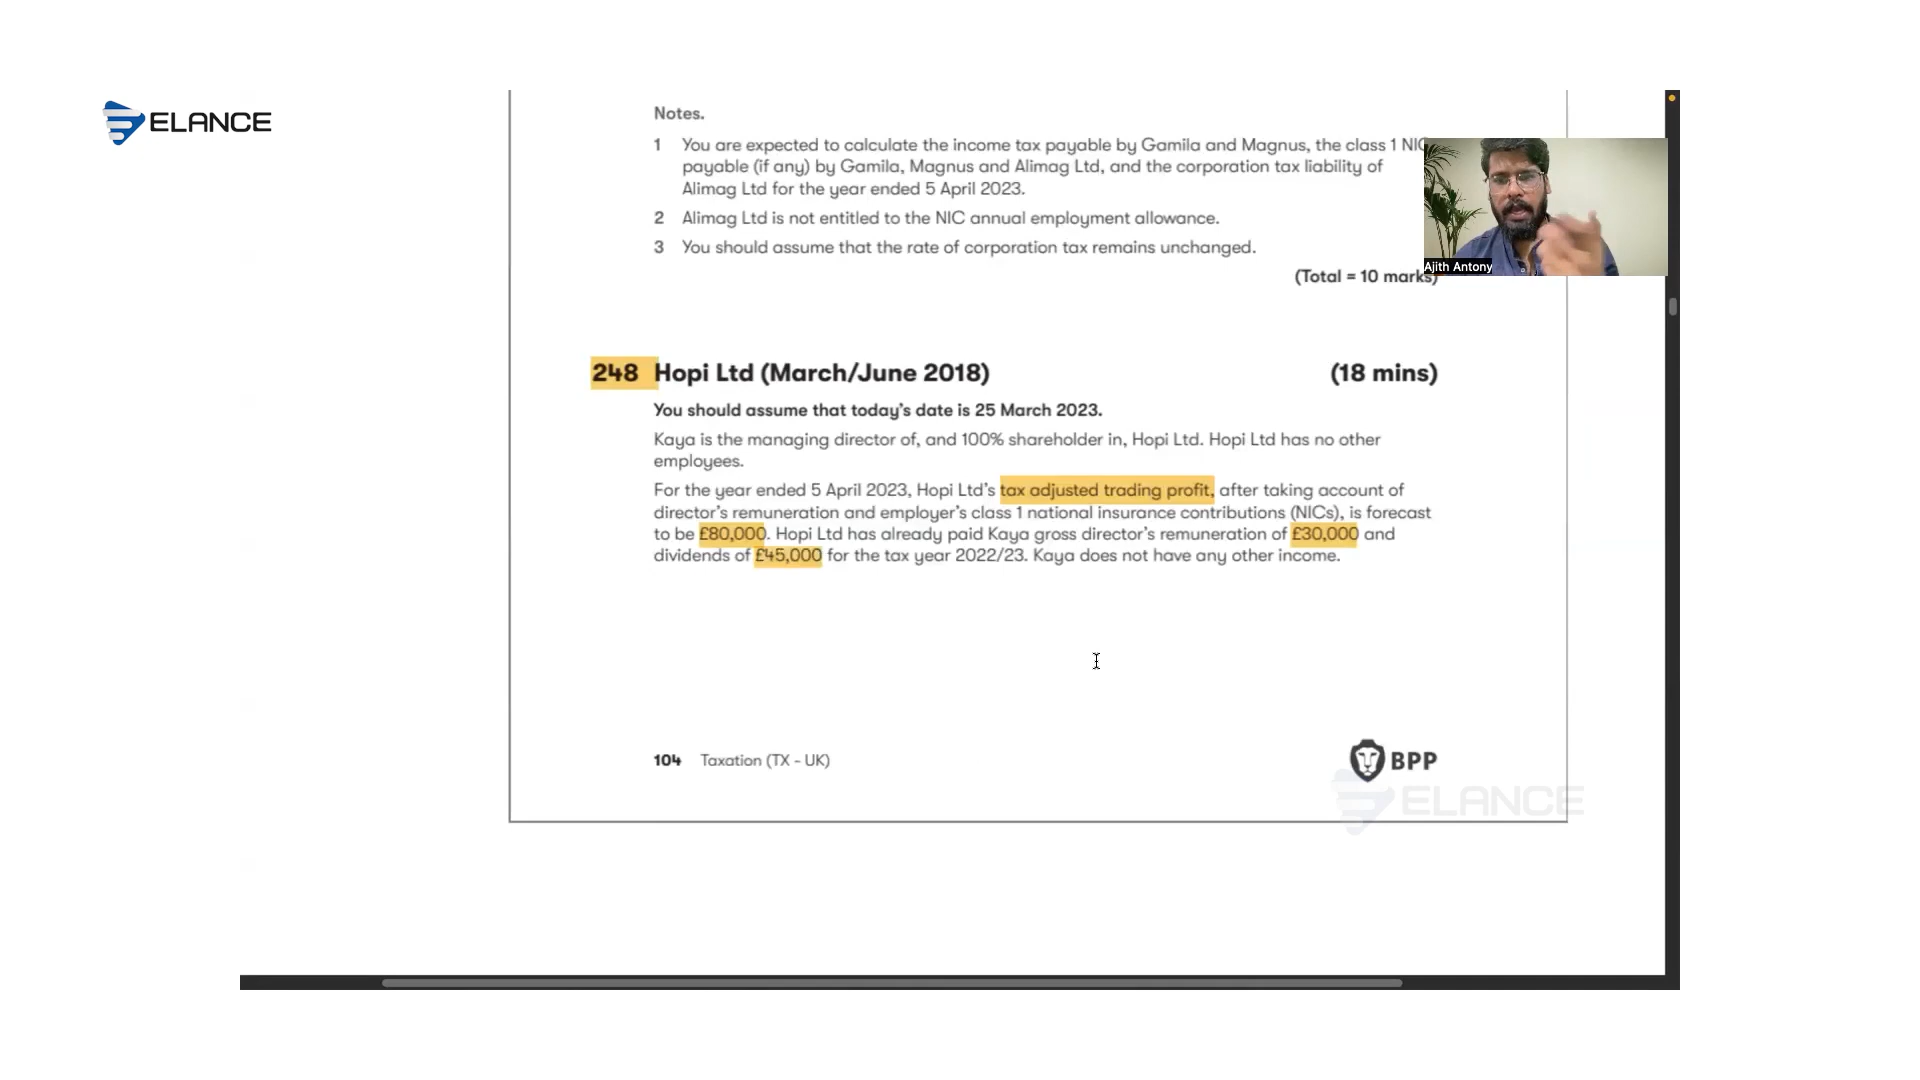 ELANCE
Notes.
1 You are expected to calculate the income tax payable by Gamila and Magnus, the class 1 NIC
payable (if any) by Gamila, Magnus and Alimag Ltd, and the corporation tax liability of
Alimag Ltd for the year ended 5 April 2023.
2 Alimag Ltd is not entitled to the NIC annual employment allowance.
3 You should assume that the rate of corporation tax remains unchanged.
(Total = 10 marks)
Ajith Antony
248 Hopi Ltd (March/June 2018) (18 mins)
You should assume that today's date is 25 March 2023.
Kaya is the managing director of, and 100% shareholder in, Hopi Ltd. Hopi Ltd has no other
employees.
For the year ended 5 April 2023, Hopi Ltd's tax adjusted trading profit, after taking account of
director's remuneration and employer's class 1 national insurance contributions (NICs), is forecast
to be £80,000. Hopi Ltd has already paid Kaya gross director's remuneration of £30,000 and
dividends of £45,000 for the tax year 2022/23. Kaya does not have any other income.
104 Taxation (TX - UK)
BPP
ELANCE